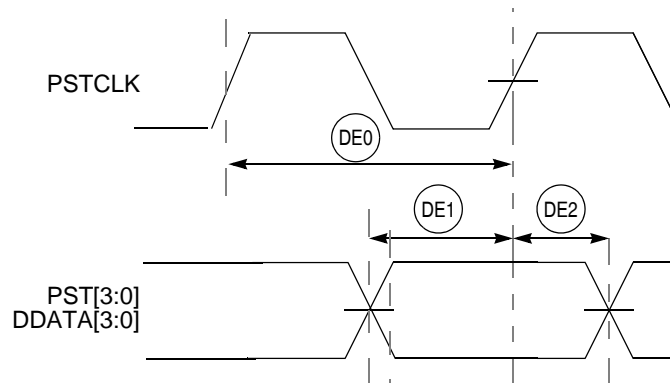 PSTCLK
DE0
DE1
DE2
PST[3:0]
DDATA[3:0]